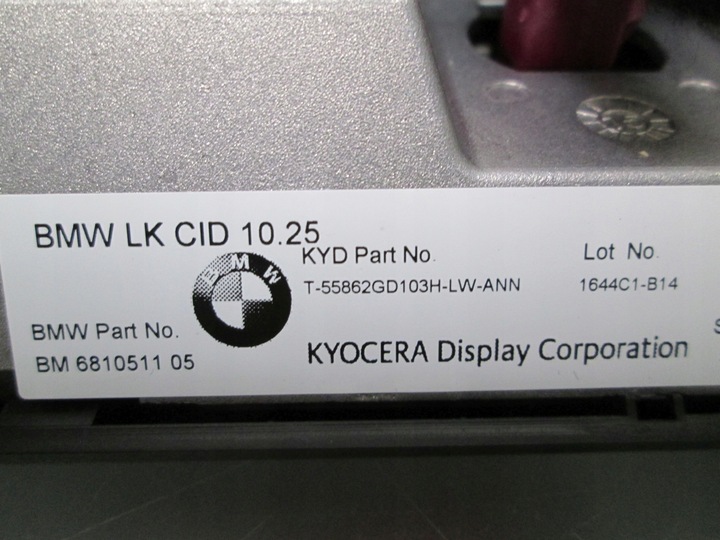 BMW LK CID 10.25
KYD Part No.
T-55862GD103H-LW-ANN
Lot No.
1644C1-B14
BMW
BMW Part No.
BM 6810511 05
KYOCERA Display Corporation